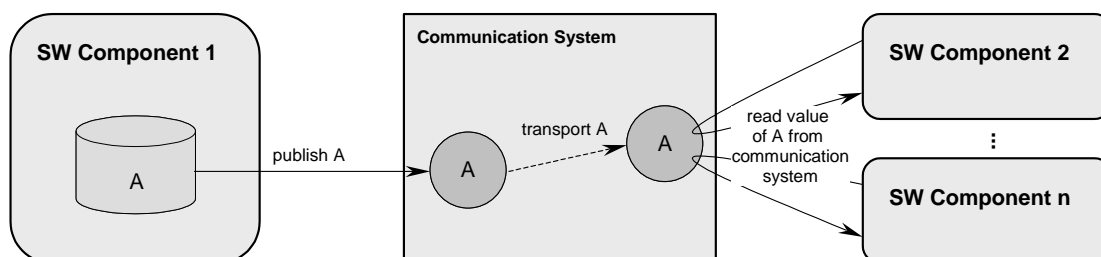 SW Component 1
A
publish A
Communication System
A
transport A
A
read value
of A from
communication
system
SW Component 2
⋮
SW Component n